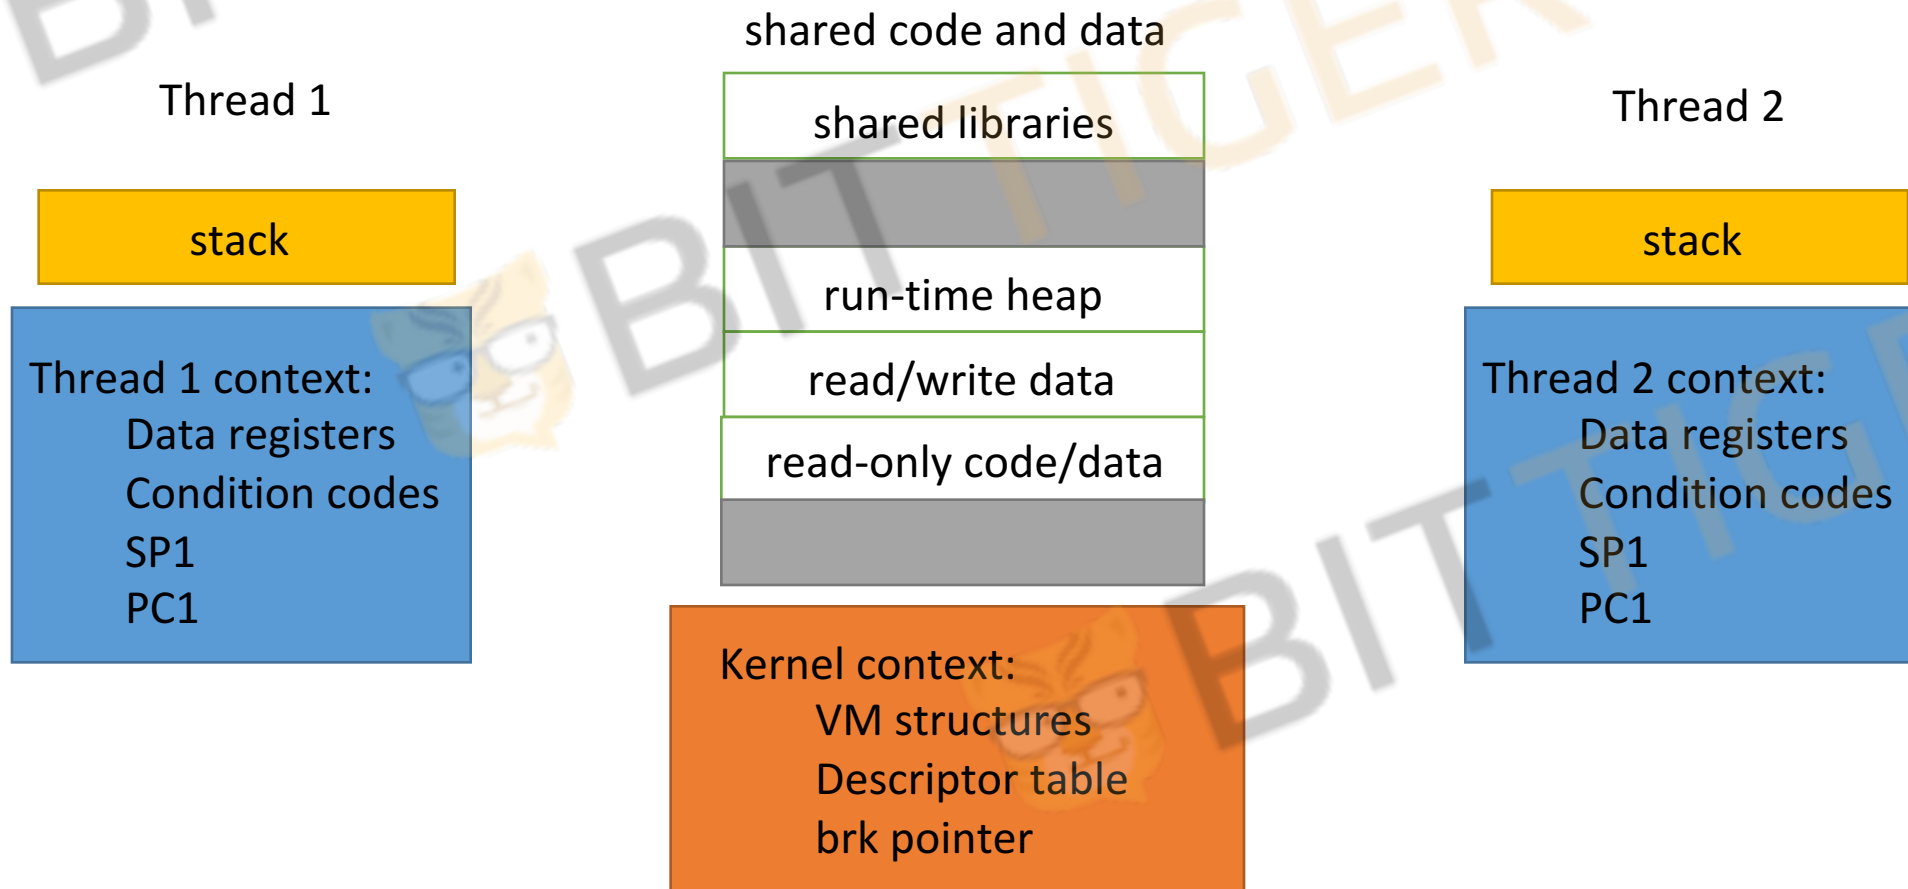 shared code and data
Thread 1
shared libraries
Thread 2
stack
stack
run-time heap
Thread 1 context:
Data registers
Condition codes
SP1
PC1
read/write data
read-only code/data
Thread 2 context:
Data registers
Condition codes
SP1
PC1
Kernel context:
VM structures
Descriptor table
brk pointer
BIT
BITTIGER
BITTIGER